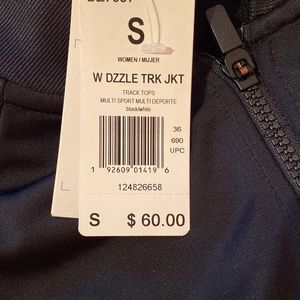 S
WOMEN / MUJER
W DZZLE TRK JKT
TRACK TOPS
MULTI SPORT MULTI DEPORTE
black/white
36
690
UPC
1 92609 01419 6
124826658
S $ 60.00